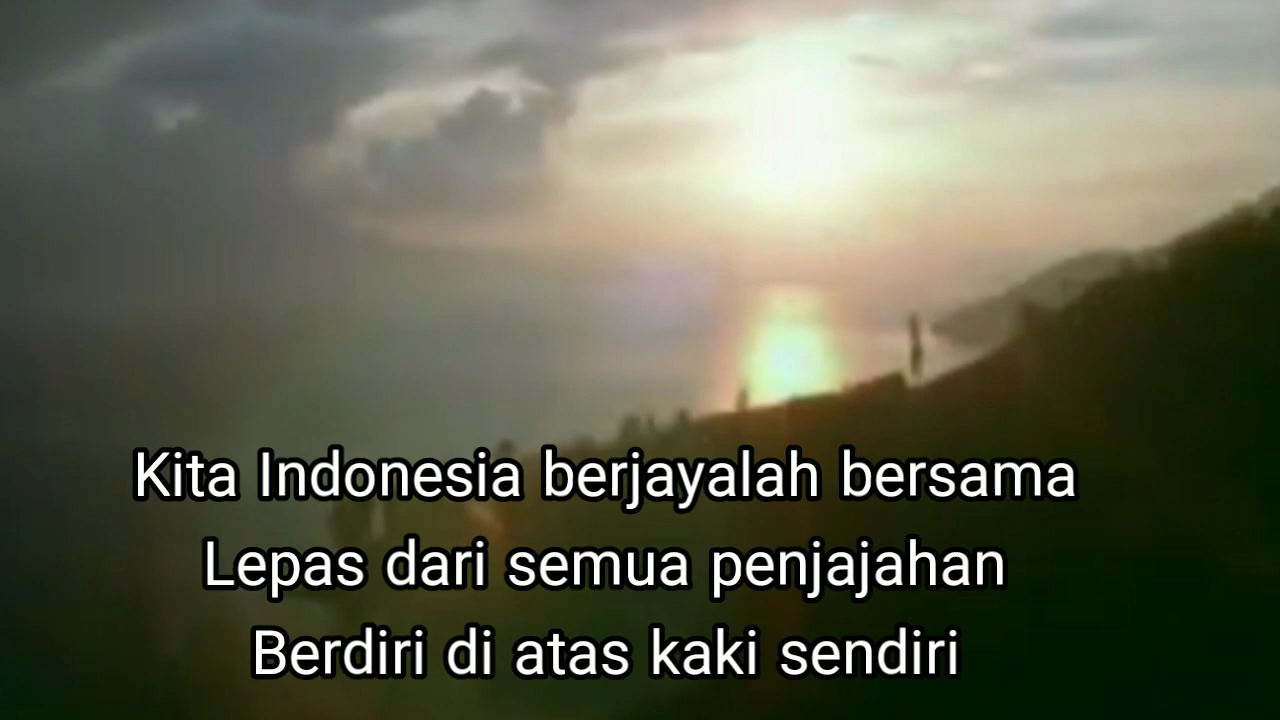 Kita Indonesia berjayalah bersama
Lepas dari semua penjajahan
Berdiri di atas kaki sendiri